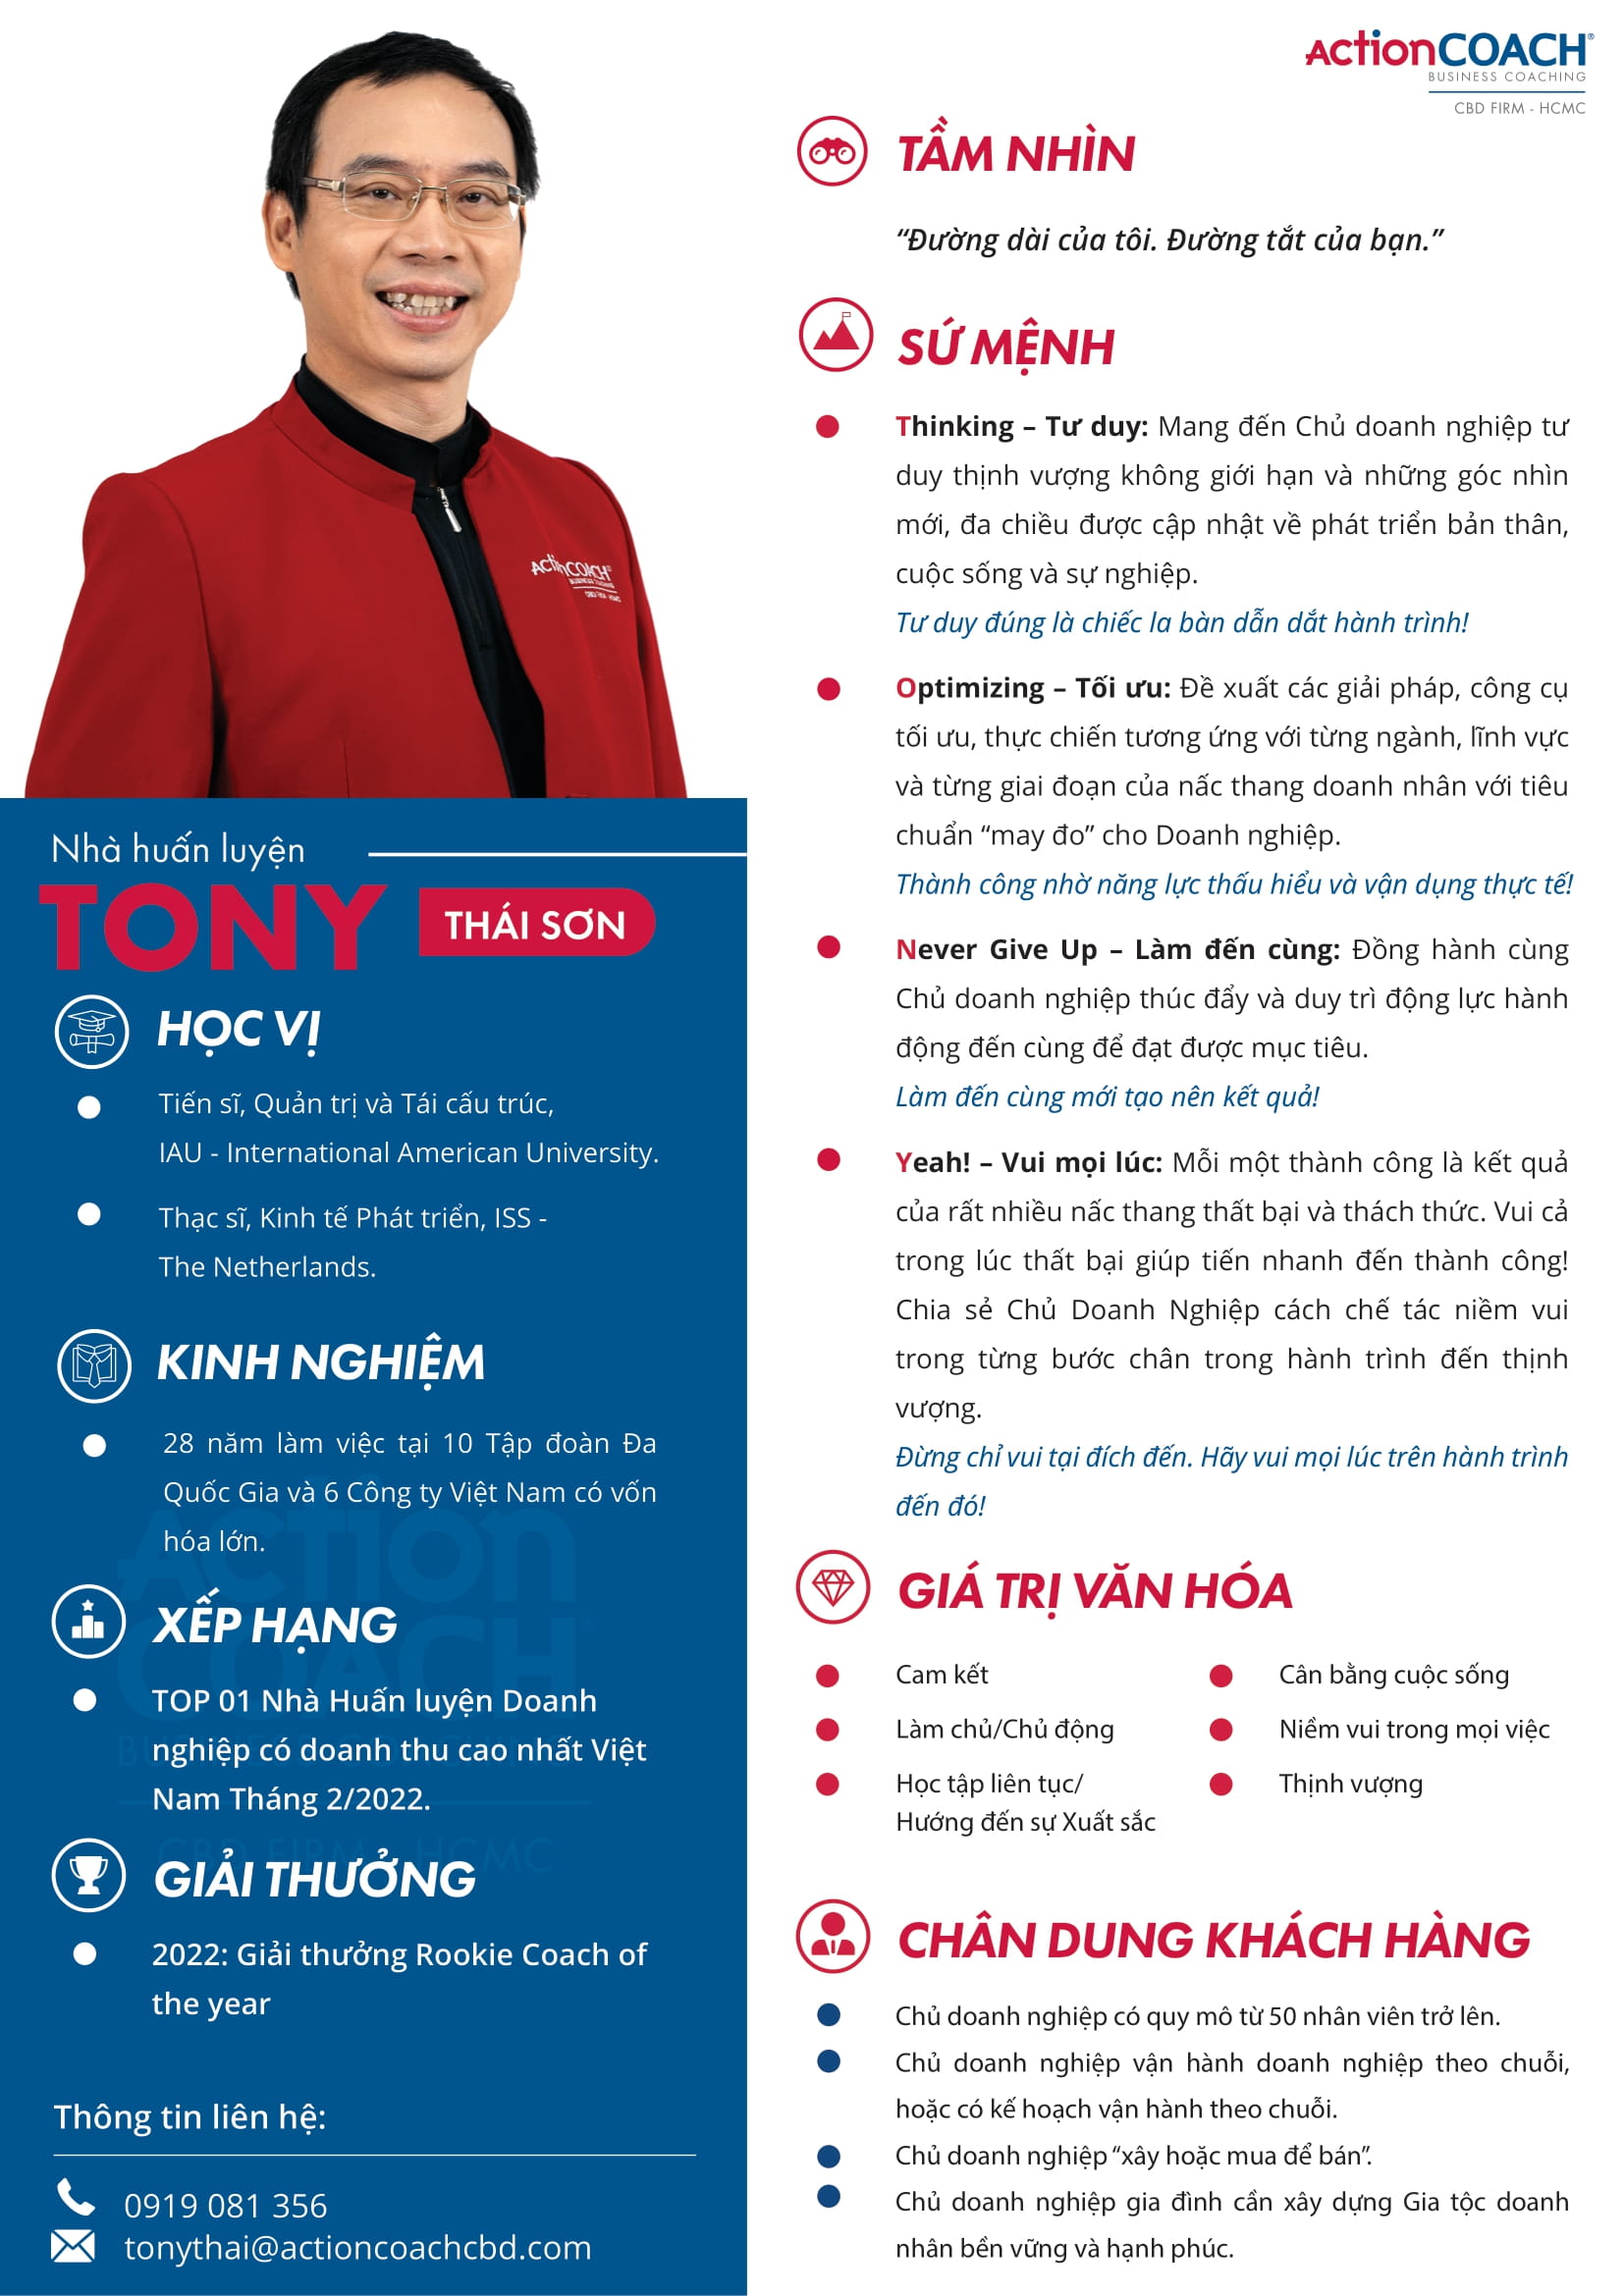 ActionCOACH®
BUSINESS COACHING
CBD FIRM - HCMC
ActionCOACH
BUSINESS COACHING
CBD FIRM - HCMC
Nhà huấn luyện
TONY THÁI SƠN
HỌC VỊ
Tiến sĩ, Quản trị và Tái cấu trúc,
IAU - International American University.
Thạc sĩ, Kinh tế Phát triển, ISS -
The Netherlands.
KINH NGHIỆM
28 năm làm việc tại 10 Tập đoàn Đa
Quốc Gia và 6 Công ty Việt Nam có vốn
hóa lớn.
XẾP HẠNG
TOP 01 Nhà Huấn luyện Doanh
nghiệp có doanh thu cao nhất Việt
Nam Tháng 2/2022.
GIẢI THƯỞNG
2022: Giải thưởng Rookie Coach of
the year
Action
COACH
BUSINESS COACHING
CBD FIRM - HCMC
Thông tin liên hệ:
0919 081 356
tonythai@actioncoachcbd.com
TẦM NHÌN
“Đường dài của tôi. Đường tắt của bạn.”
SỨ MỆNH
Thinking – Tư duy: Mang đến Chủ doanh nghiệp tư
duy thịnh vượng không giới hạn và những góc nhìn
mới, đa chiều được cập nhật về phát triển bản thân,
cuộc sống và sự nghiệp.
Tư duy đúng là chiếc la bàn dẫn dắt hành trình!
Optimizing – Tối ưu: Đề xuất các giải pháp, công cụ
tối ưu, thực chiến tương ứng với từng ngành, lĩnh vực
và từng giai đoạn của nấc thang doanh nhân với tiêu
chuẩn “may đo” cho Doanh nghiệp.
Thành công nhờ năng lực thấu hiểu và vận dụng thực tế!
Never Give Up – Làm đến cùng: Đồng hành cùng
Chủ doanh nghiệp thúc đẩy và duy trì động lực hành
động đến cùng để đạt được mục tiêu.
Làm đến cùng mới tạo nên kết quả!
Yeah! – Vui mọi lúc: Mỗi một thành công là kết quả
của rất nhiều nấc thang thất bại và thách thức. Vui cả
trong lúc thất bại giúp tiến nhanh đến thành công!
Chia sẻ Chủ Doanh Nghiệp cách chế tác niềm vui
trong từng bước chân trong hành trình đến thịnh
vượng.
Đừng chỉ vui tại đích đến. Hãy vui mọi lúc trên hành trình
đến đó!
GIÁ TRỊ VĂN HÓA
Cam kết
Làm chủ/Chủ động
Học tập liên tục/
Hướng đến sự Xuất sắc
Cân bằng cuộc sống
Niềm vui trong mọi việc
Thịnh vượng
CHÂN DUNG KHÁCH HÀNG
Chủ doanh nghiệp có quy mô từ 50 nhân viên trở lên.
Chủ doanh nghiệp vận hành doanh nghiệp theo chuỗi,
hoặc có kế hoạch vận hành theo chuỗi.
Chủ doanh nghiệp “xây hoặc mua để bán”.
Chủ doanh nghiệp gia đình cần xây dựng Gia tộc doanh
nhân bền vững và hạnh phúc.